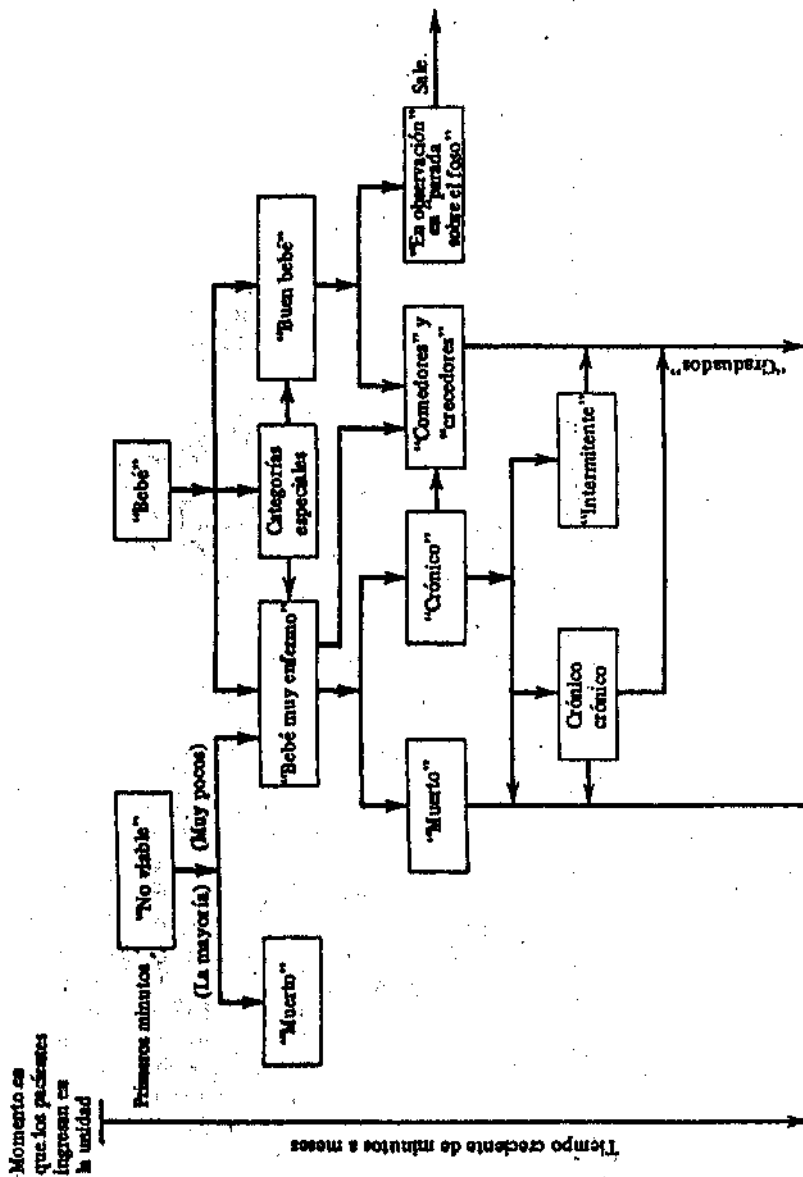 Momento en
que los pacientes
ingresan en
la unidad
Primeros minutos
Tiempo creciente de minutos a meses
"No viable"
"Bebé"
(La mayoría)
(Muy pocos)
"Muerto"
"Bebé muy enfermo"
Categorías
especiales
"Buen bebé"
"Muerto"
"Crónico"
"Comedores" y
"crecedores"
"En observación"
en "parada
sobre el foso"
Sale.
Crónico
crónico
"Intermitente"
"Graduados"